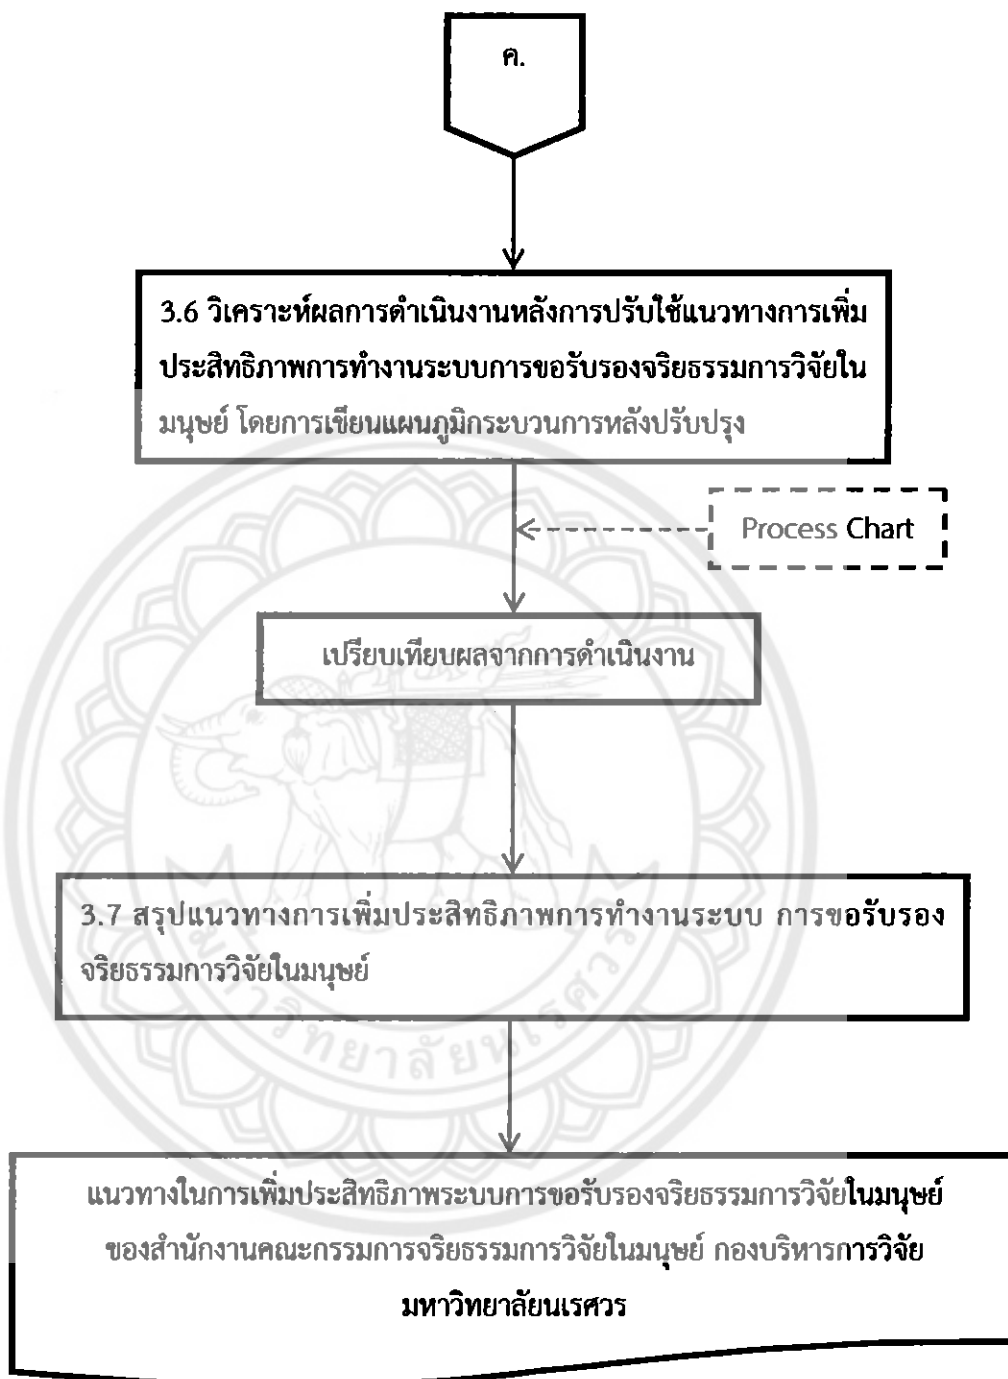 ค.
3.6 วิเคราะห์ผลการดำเนินงานหลังการปรับใช้แนวทางการเพิ่ม
ประสิทธิภาพการทำงานระบบการขอรับรองจริยธรรมการวิจัยใน
มนุษย์ โดยการเขียนแผนภูมิกระบวนการหลังปรับปรุง
Process Chart
เปรียบเทียบผลจากการดำเนินงาน
3.7 สรุปแนวทางการเพิ่มประสิทธิภาพการทำงานระบบ การขอรับรอง
จริยธรรมการวิจัยในมนุษย์
มหาวิทยาลัยนเรศวร
แนวทางในการเพิ่มประสิทธิภาพระบบการขอรับรองจริยธรรมการวิจัยในมนุษย์
ของสำนักงานคณะกรรมการจริยธรรมการวิจัยในมนุษย์ กองบริหารการวิจัย
มหาวิทยาลัยนเรศวร